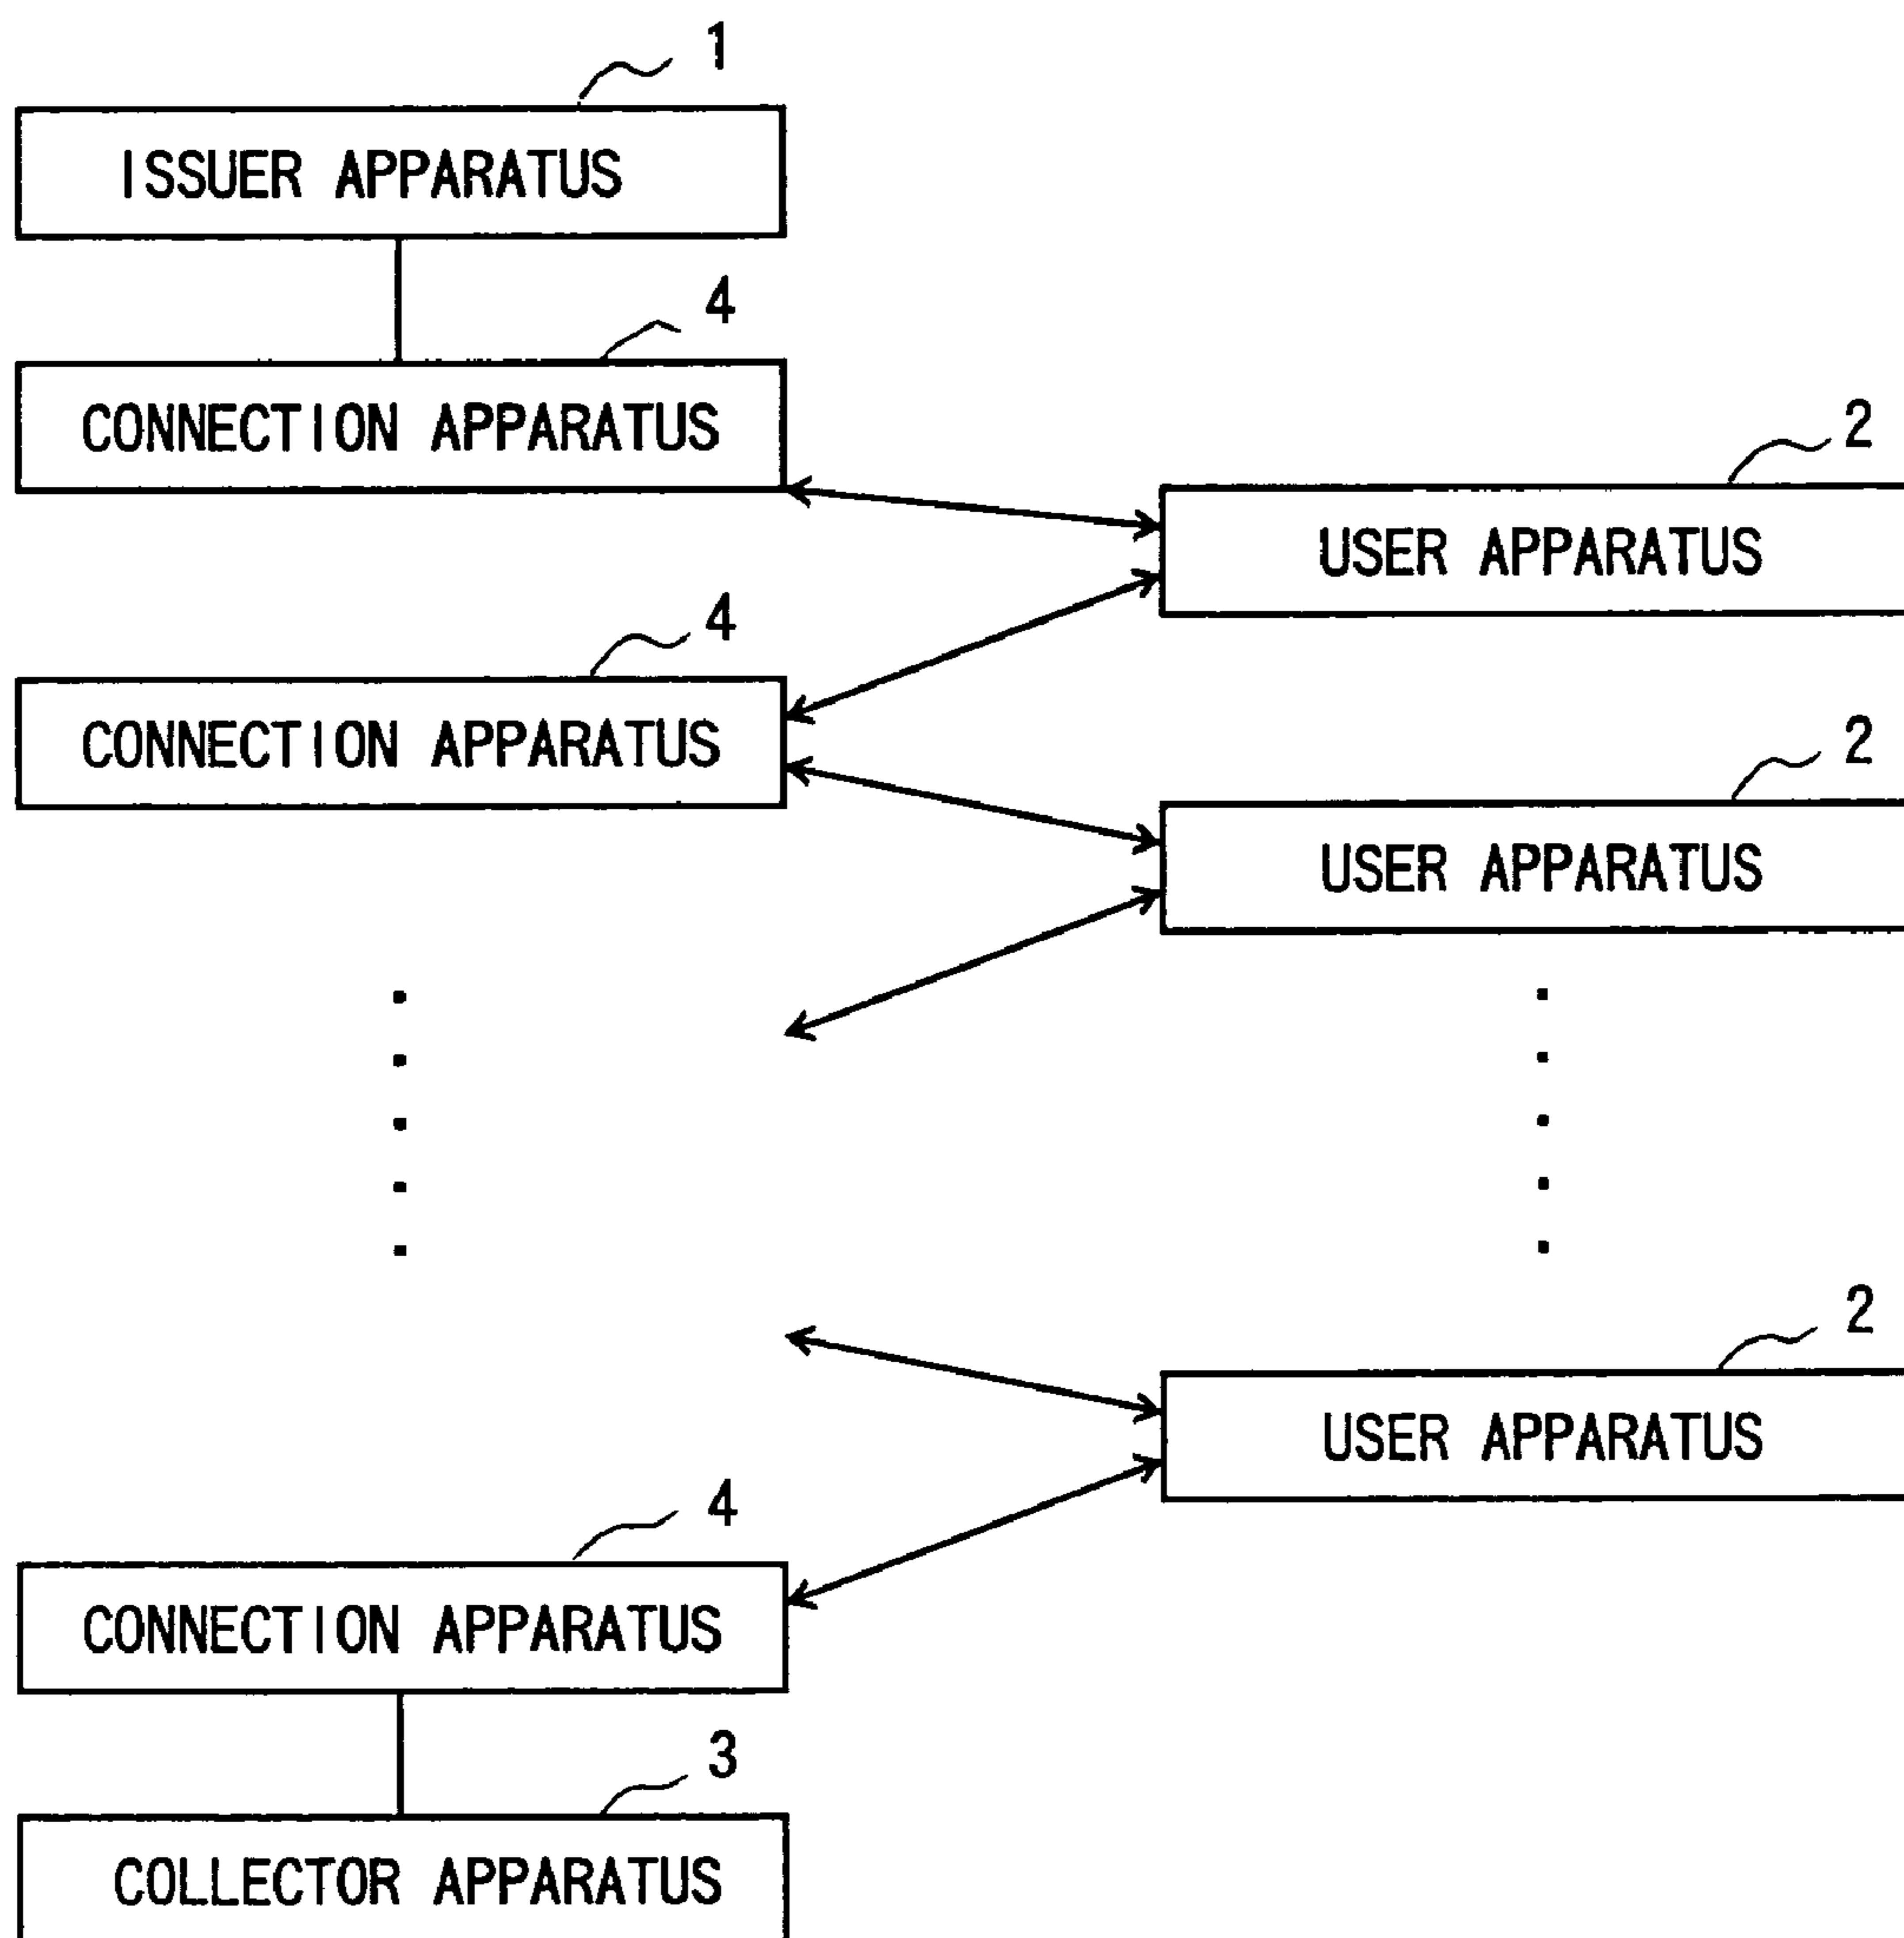 1
ISSUER APPARATUS
4
CONNECTION APPARATUS
2
USER APPARATUS
4
CONNECTION APPARATUS
2
USER APPARATUS
2
USER APPARATUS
4
CONNECTION APPARATUS
3
COLLECTOR APPARATUS